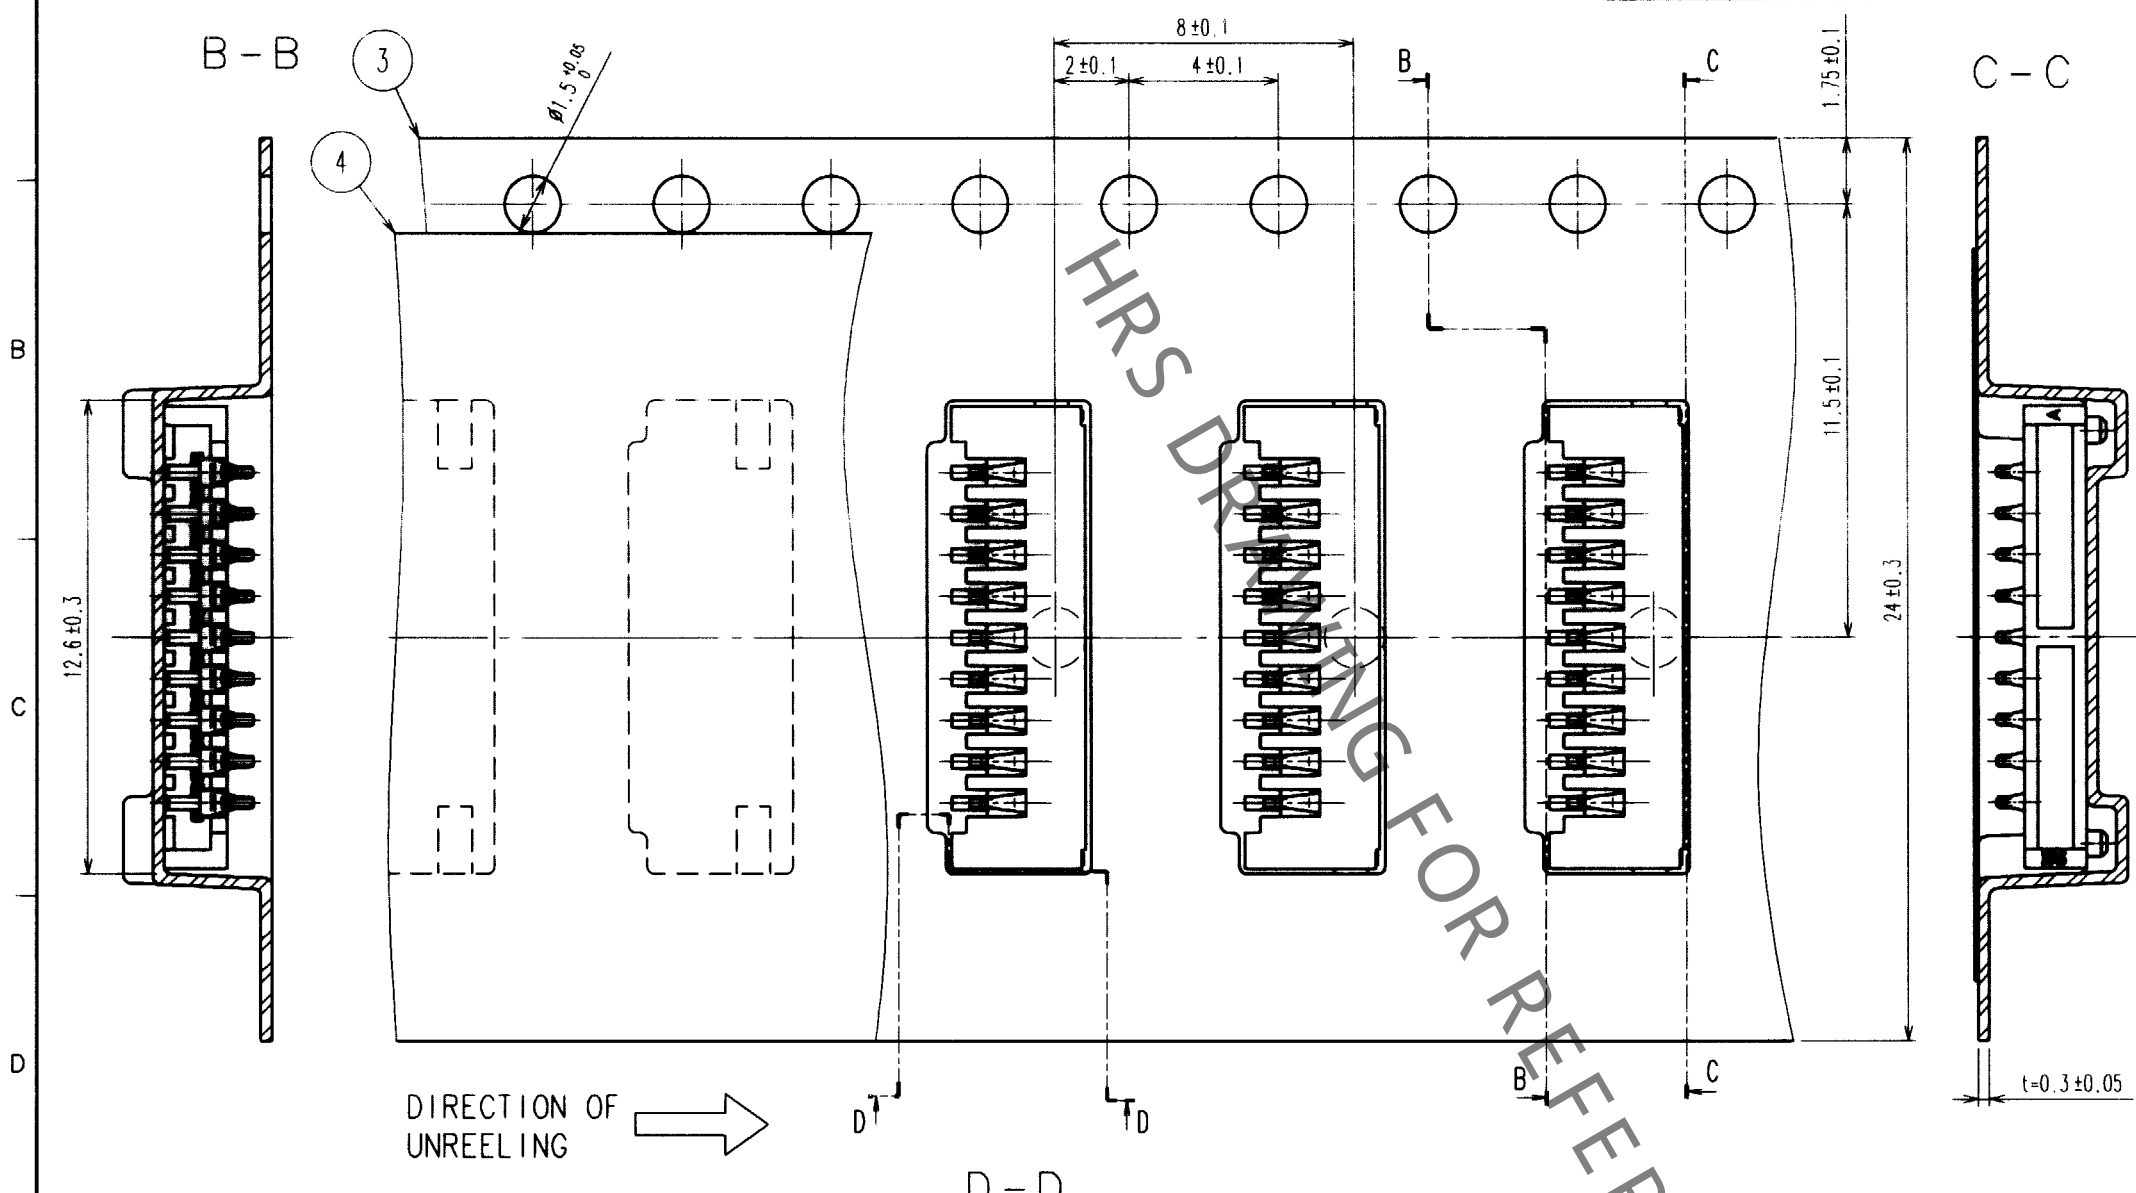 B-B
3
Ø1.5 +0.05 0
8±0.1
2±0.1
4±0.1
B
C
1.75±0.1
C-C
4
B
11.5±0.1
A
12.6±0.3
24±0.3
C
HRS DRAWING FOR REFER
D
DIRECTION OF
UNREELING
D
D
B
C
t=0.3±0.05
D-D